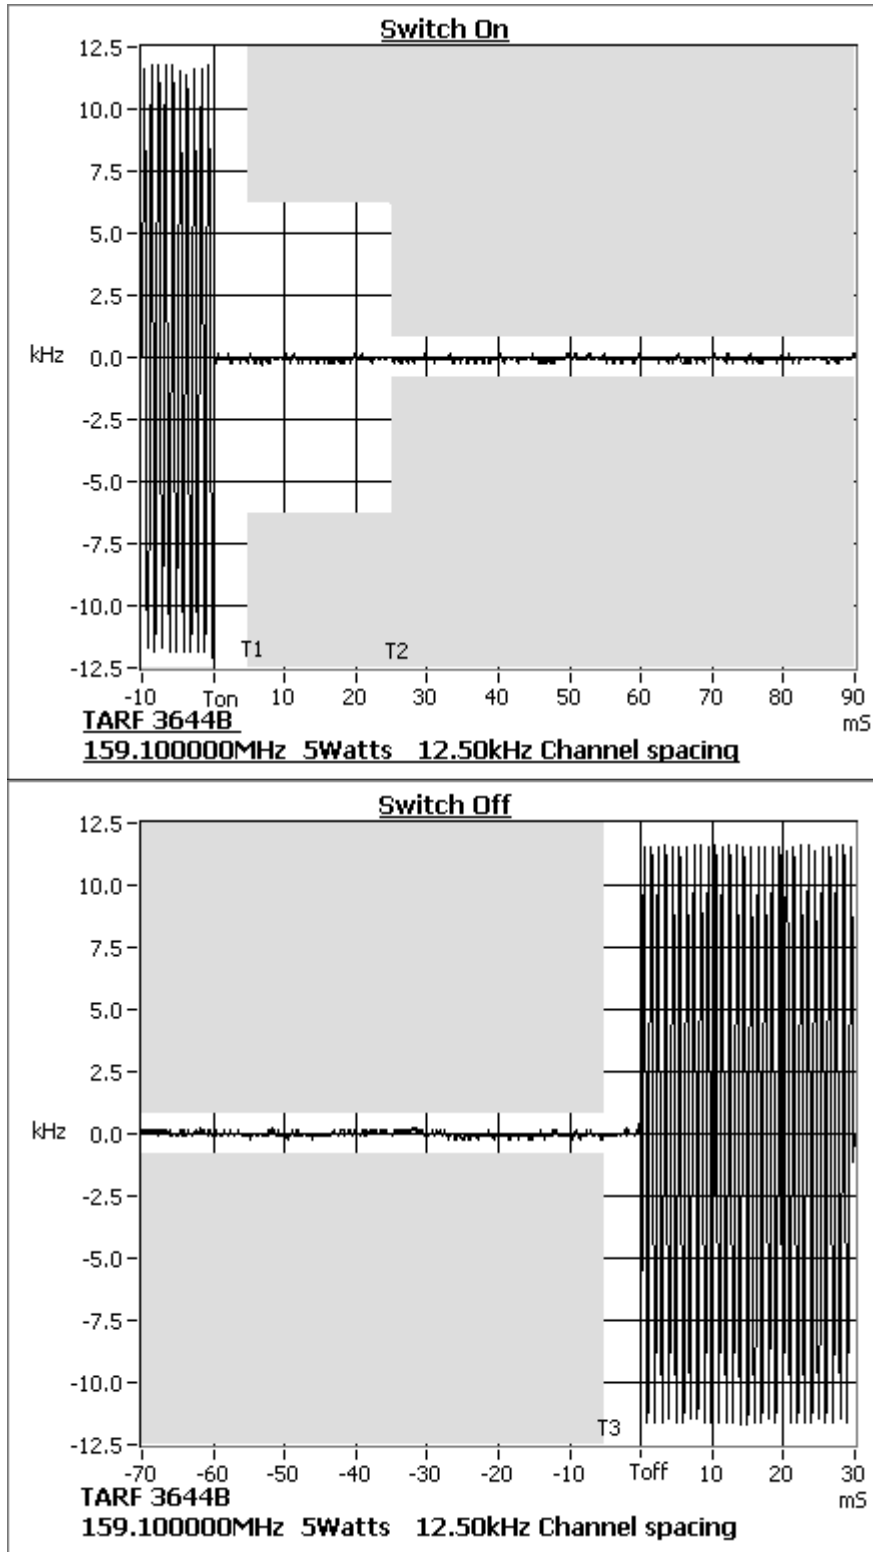 Switch On
12.5
10.0
7.5
5.0
2.5
kHz 0.0
-2.5
-5.0
-7.5
-10.0
T1 T2
-12.5
-10 Ton 10 20 30 40 50 60 70 80 90
mS
TARF 3644B
159.100000MHz 5Watts 12.50kHz Channel spacing
Switch Off
12.5
10.0
7.5
5.0
2.5
kHz 0.0
-2.5
-5.0
-7.5
-10.0
T3
-12.5
-70 -60 -50 -40 -30 -20 -10 Toff 10 20 30
mS
TARF 3644B
159.100000MHz 5Watts 12.50kHz Channel spacing